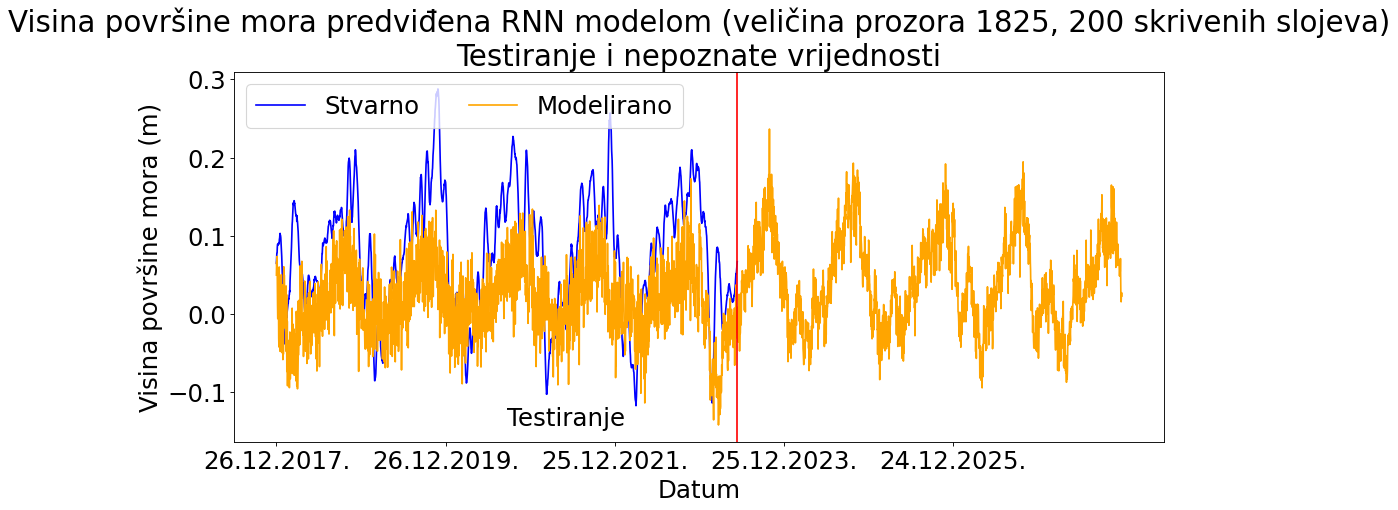 Visina površine mora predviđena RNN modelom (veličina prozora 1825, 200 skrivenih slojeva)
Testiranje i nepoznate vrijednosti
Stvarno
Modelirano
Visina površine mora (m)
0.3
0.2
0.1
0.0
−0.1
Testiranje
26.12.2017.
26.12.2019.
25.12.2021.
25.12.2023.
24.12.2025.
Datum